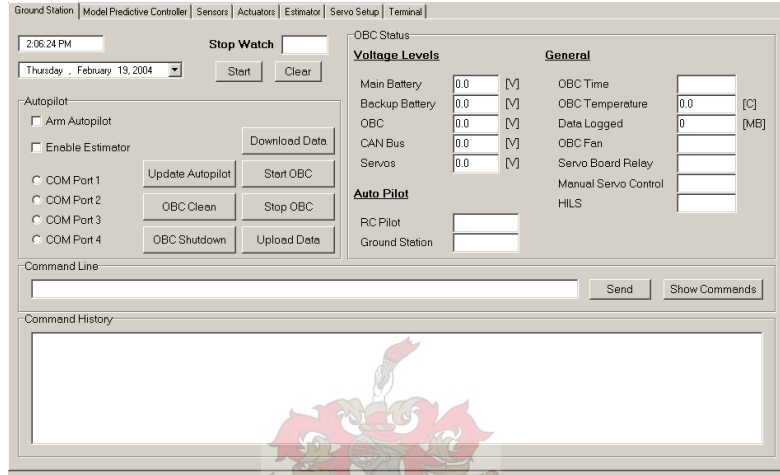 Ground Station Model Predictive Controller Sensors Actuators Estimator Servo Setup Terminal
2:06:24 PM
Stop Watch
Thursday , February 19, 2004
Start Clear
Autopilot
Arm Autopilot
Enable Estimator
COM Port 1
COM Port 2
COM Port 3
COM Port 4
Download Data
Update Autopilot Start OBC
OBC Clean Stop OBC
OBC Shutdown Upload Data
OBC Status
Voltage Levels
Main Battery 0.0 [V]
Backup Battery 0.0 [V]
OBC 0.0 [V]
CAN Bus 0.0 [V]
Servos 0.0 [V]
Auto Pilot
RC Pilot
Ground Station
General
OBC Time
OBC Temperature 0.0 [C]
Data Logged 0 [MB]
OBC Fan
Servo Board Relay
Manual Servo Control
HILS
Command Line
Send Show Commands
Command History